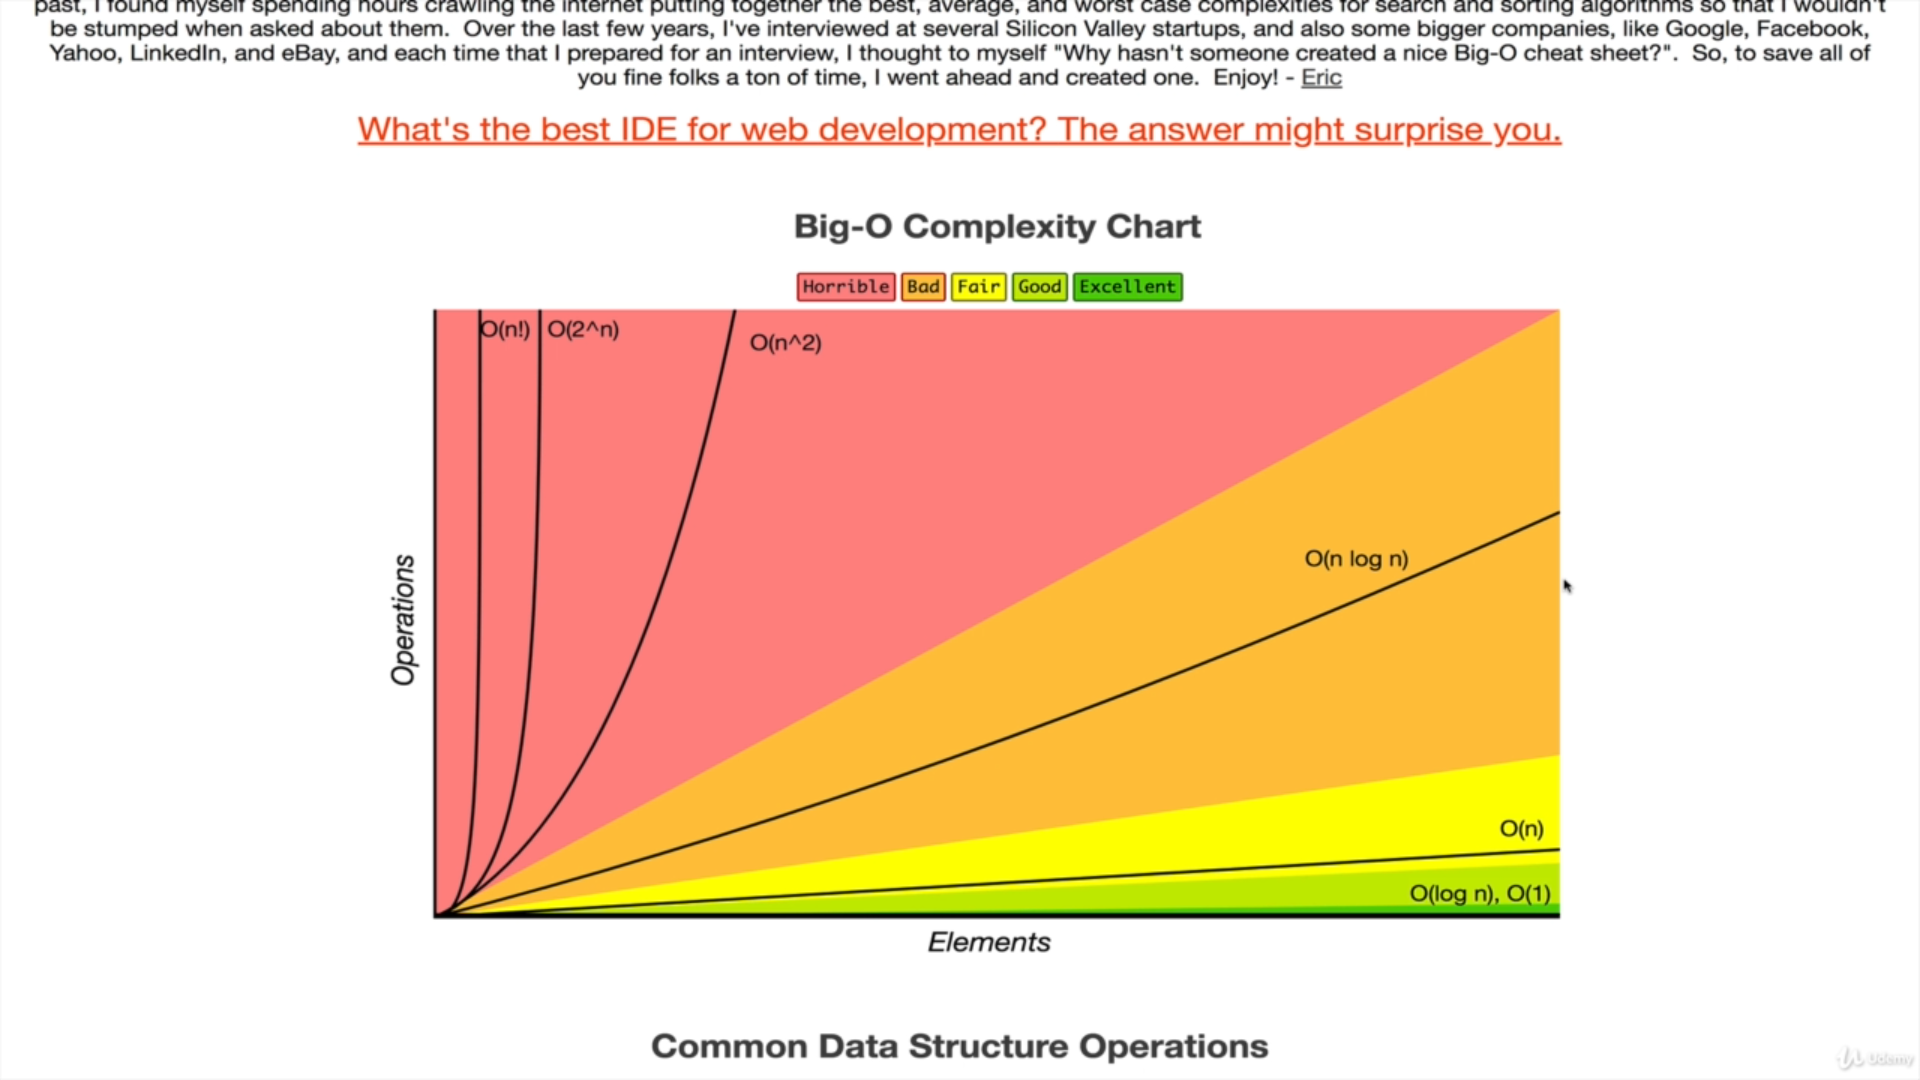 past, I found myself spending hours crawling the internet putting together the best, average, and worst case complexities for search and sorting algorithms so that I wouldn't
be stumped when asked about them.  Over the last few years, I've interviewed at several Silicon Valley startups, and also some bigger companies, like Google, Facebook,
Yahoo, LinkedIn, and eBay, and each time that I prepared for an interview, I thought to myself "Why hasn't someone created a nice Big-O cheat sheet?".  So, to save all of
you fine folks a ton of time, I went ahead and created one.  Enjoy! - Eric
What's the best IDE for web development? The answer might surprise you.
Big-O Complexity Chart
Horrible Bad Fair Good Excellent
O(n!) O(2^n)
O(n^2)
O(n log n)
Operations
O(n)
O(log n), O(1)
Elements
Common Data Structure Operations
Udemy